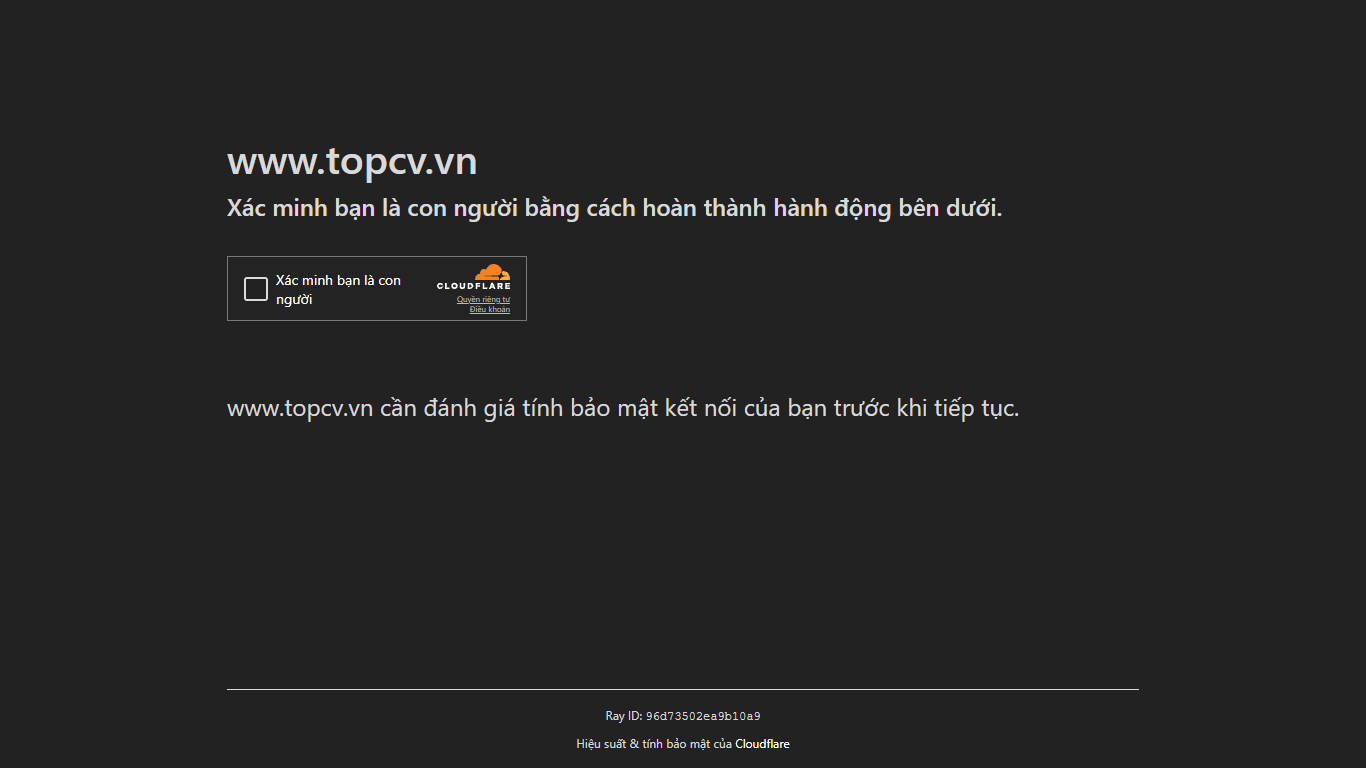 www.topcv.vn
Xác minh bạn là con người bằng cách hoàn thành hành động bên dưới.
Xác minh bạn là con
người
CLOUDFLARE
Quyền riêng tư
Điều khoản
www.topcv.vn cần đánh giá tính bảo mật kết nối của bạn trước khi tiếp tục.
Ray ID: 96d73502ea9b10a9
Hiệu suất & tính bảo mật của Cloudflare